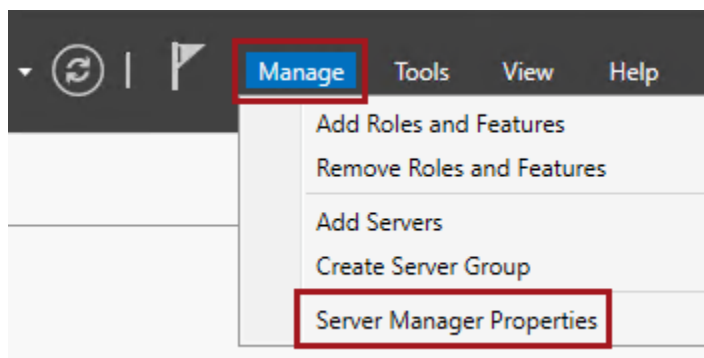 Manage Tools View Help
Add Roles and Features
Remove Roles and Features
Add Servers
Create Server Group
Server Manager Properties